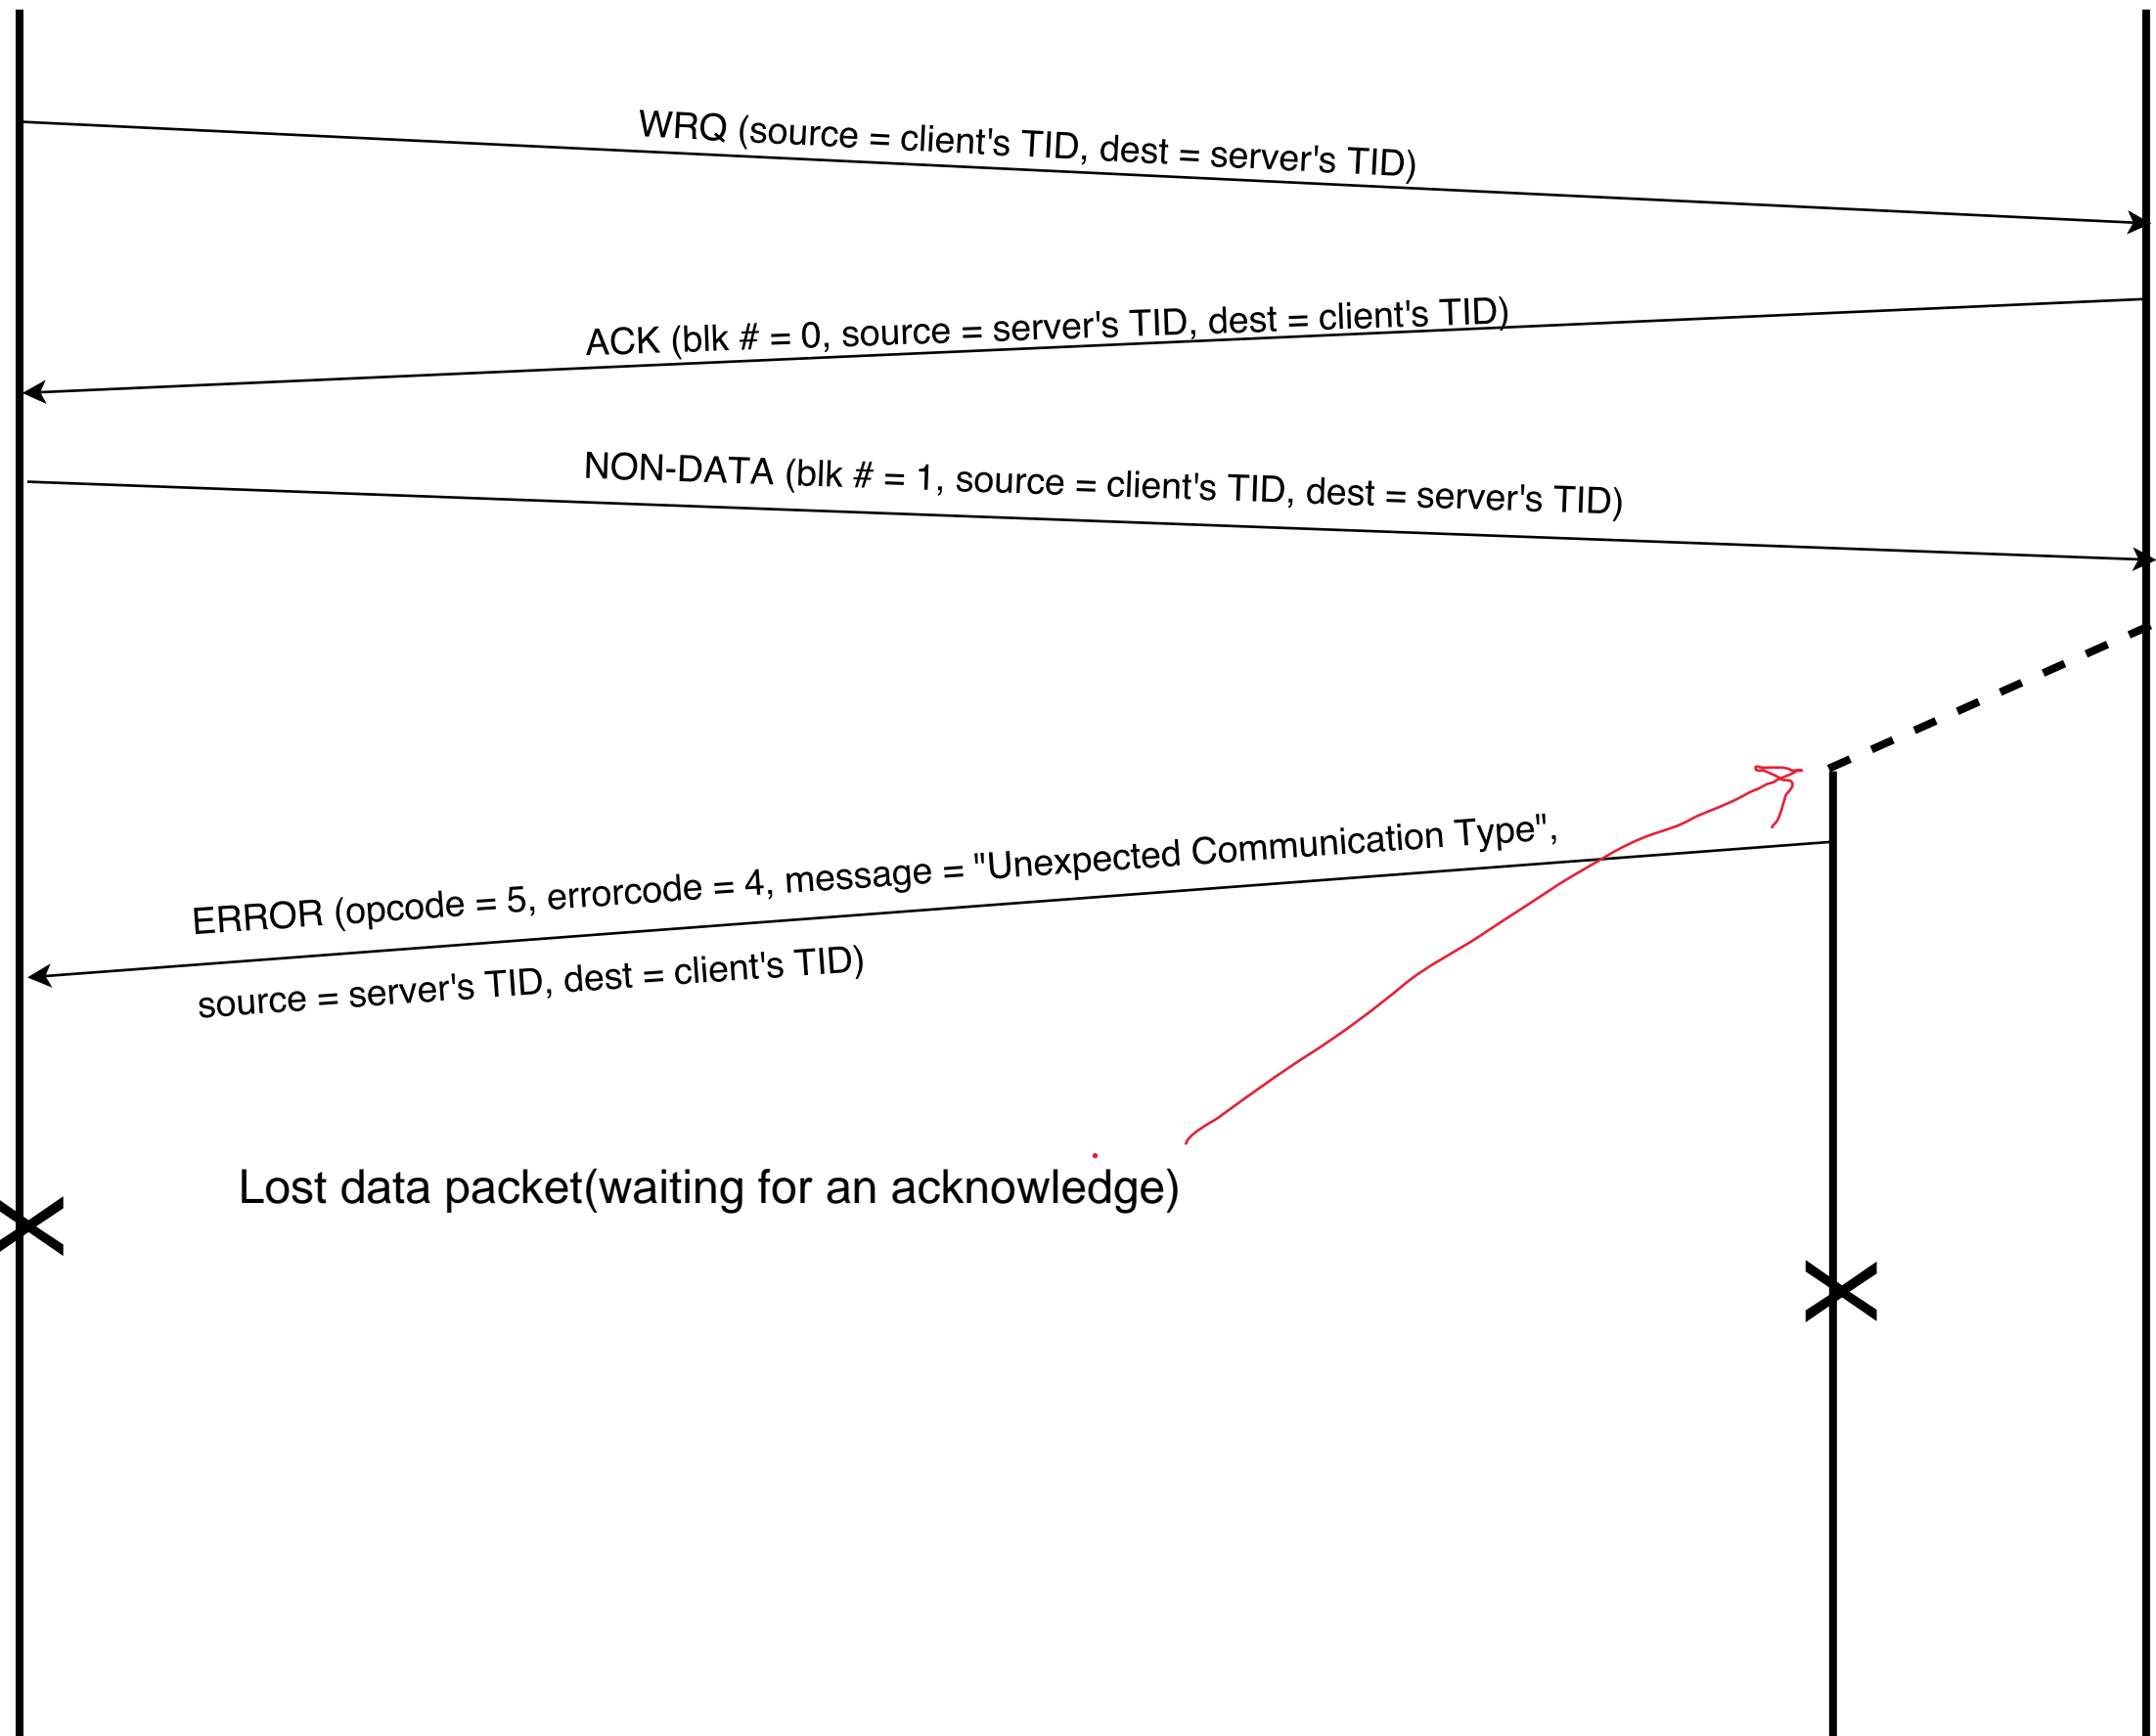 WRQ (source = client's TID, dest = server's TID)
ACK (blk # = 0, source = server's TID, dest = client's TID)
NON-DATA (blk # = 1, source = client's TID, dest = server's TID)
ERROR (opcode = 5, errorcode = 4, message = "Unexpected Communication Type",
source = server's TID, dest = client's TID)
Lost data packet(waiting for an acknowledge)